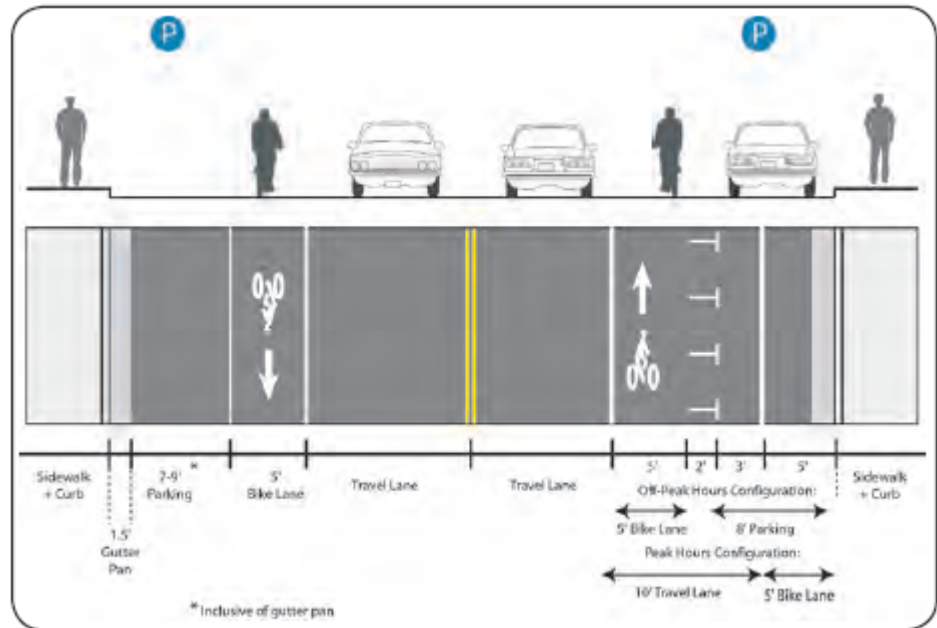 P P
5' 2' 3' 5'
Sidewalk + Curb
7-9' * Parking
5' Bike Lane
Travel Lane
Travel Lane
Off-Peak Hours Configuration:
Sidewalk + Curb
5' Bike Lane 8' Parking
1.5' Gutter Pan
Peak Hours Configuration:
10' Travel Lane 5' Bike Lane
* Inclusive of gutter pan